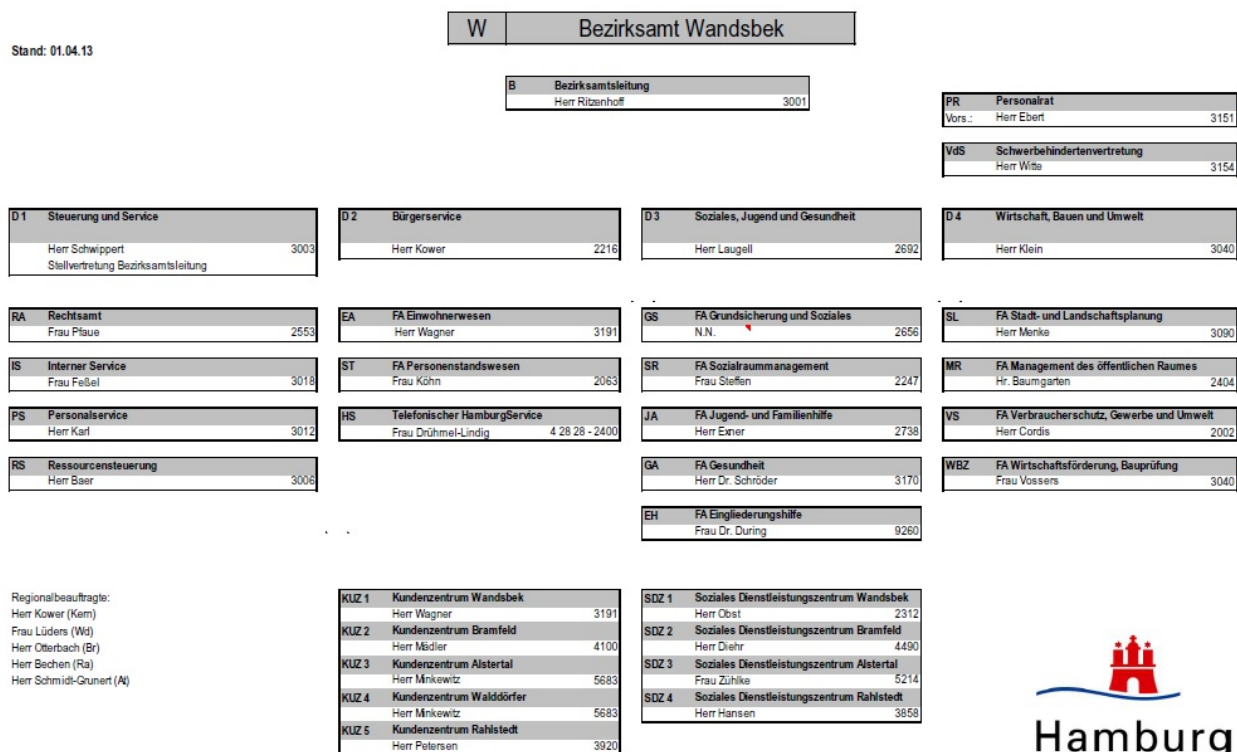 W Bezirksamt Wandsbek
Stand: 01.04.13
B Bezirksamtsleitung
Herr Ritzenhoff 3001
PR Personalrat
Vors.: Herr Ebert 3151
VdS Schwerbehindertenvertretung
Herr Witte 3154
D 1 Steuerung und Service
Herr Schwippert 3003
Stellvertretung Bezirksamtsleitung
D 2 Bürgerservice
Herr Kower 2216
D 3 Soziales, Jugend und Gesundheit
Herr Laugell 2692
D 4 Wirtschaft, Bauen und Umwelt
Herr Klein 3040
RA Rechtsamt
Frau Pfaue 2553
IS Interner Service
Frau Feßel 3018
PS Personalservice
Herr Karl 3012
RS Ressourcensteuerung
Herr Baer 3006
EA FA Einwohnerwesen
Herr Wagner 3191
ST FA Personenstandswesen
Frau Köhn 2063
HS Telefonischer HamburgService
Frau Drühmel-Lindig 4 28 28 - 2400
GS FA Grundsicherung und Soziales
N.N. 2656
SR FA Sozialraummanagement
Frau Steffen 2247
JA FA Jugend- und Familienhilfe
Herr Exner 2738
GA FA Gesundheit
Herr Dr. Schröder 3170
EH FA Eingliederungshilfe
Frau Dr. During 9260
SL FA Stadt- und Landschaftsplanung
Herr Menke 3090
MR FA Management des öffentlichen Raumes
Hr. Baumgarten 2404
VS FA Verbraucherschutz, Gewerbe und Umwelt
Herr Cordis 2002
WBZ FA Wirtschaftsförderung, Bauprüfung
Frau Vossers 3040
Regionalbeauftragte:
Herr Kower (Kern)
Frau Lüders (Wd)
Herr Otterbach (Br)
Herr Bechen (Ra)
Herr Schmidt-Grunert (At)
KUZ 1 Kundenzentrum Wandsbek
Herr Wagner 3191
KUZ 2 Kundenzentrum Bramfeld
Herr Mädler 4100
KUZ 3 Kundenzentrum Alstertal
Herr Minkewitz 5683
KUZ 4 Kundenzentrum Walddörfer
Herr Minkewitz 5683
KUZ 5 Kundenzentrum Rahlstedt
Herr Petersen 3920
SDZ 1 Soziales Dienstleistungszentrum Wandsbek
Herr Obst 2312
SDZ 2 Soziales Dienstleistungszentrum Bramfeld
Herr Diehr 4490
SDZ 3 Soziales Dienstleistungszentrum Alstertal
Frau Zühlke 5214
SDZ 4 Soziales Dienstleistungszentrum Rahlstedt
Herr Hansen 3858
Hamburg